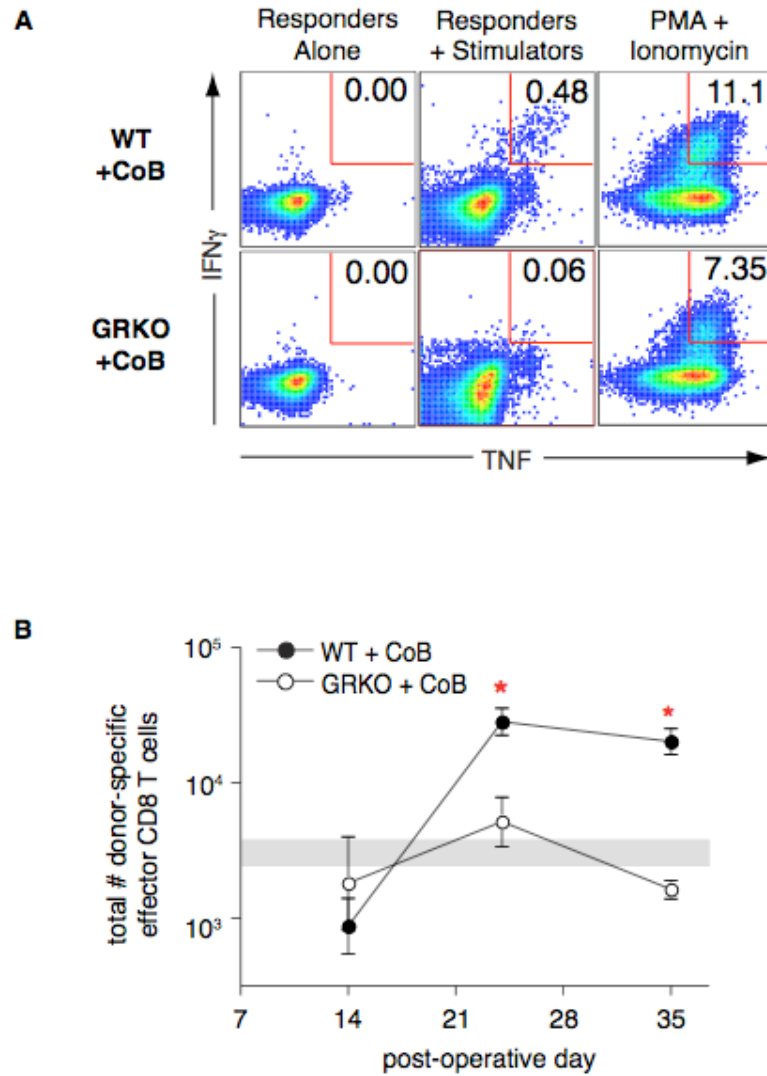 A
Responders
Alone
Responders
+ Stimulators
PMA +
Ionomycin
WT
+CoB
0.00
0.48
11.1
GRKO
+CoB
0.00
0.06
7.35
IFNγ
TNF
B
WT + CoB
GRKO + CoB
total # donor-specific
effector CD8 T cells
10⁵
10⁴
10³
*
*
7
14
21
28
35
post-operative day